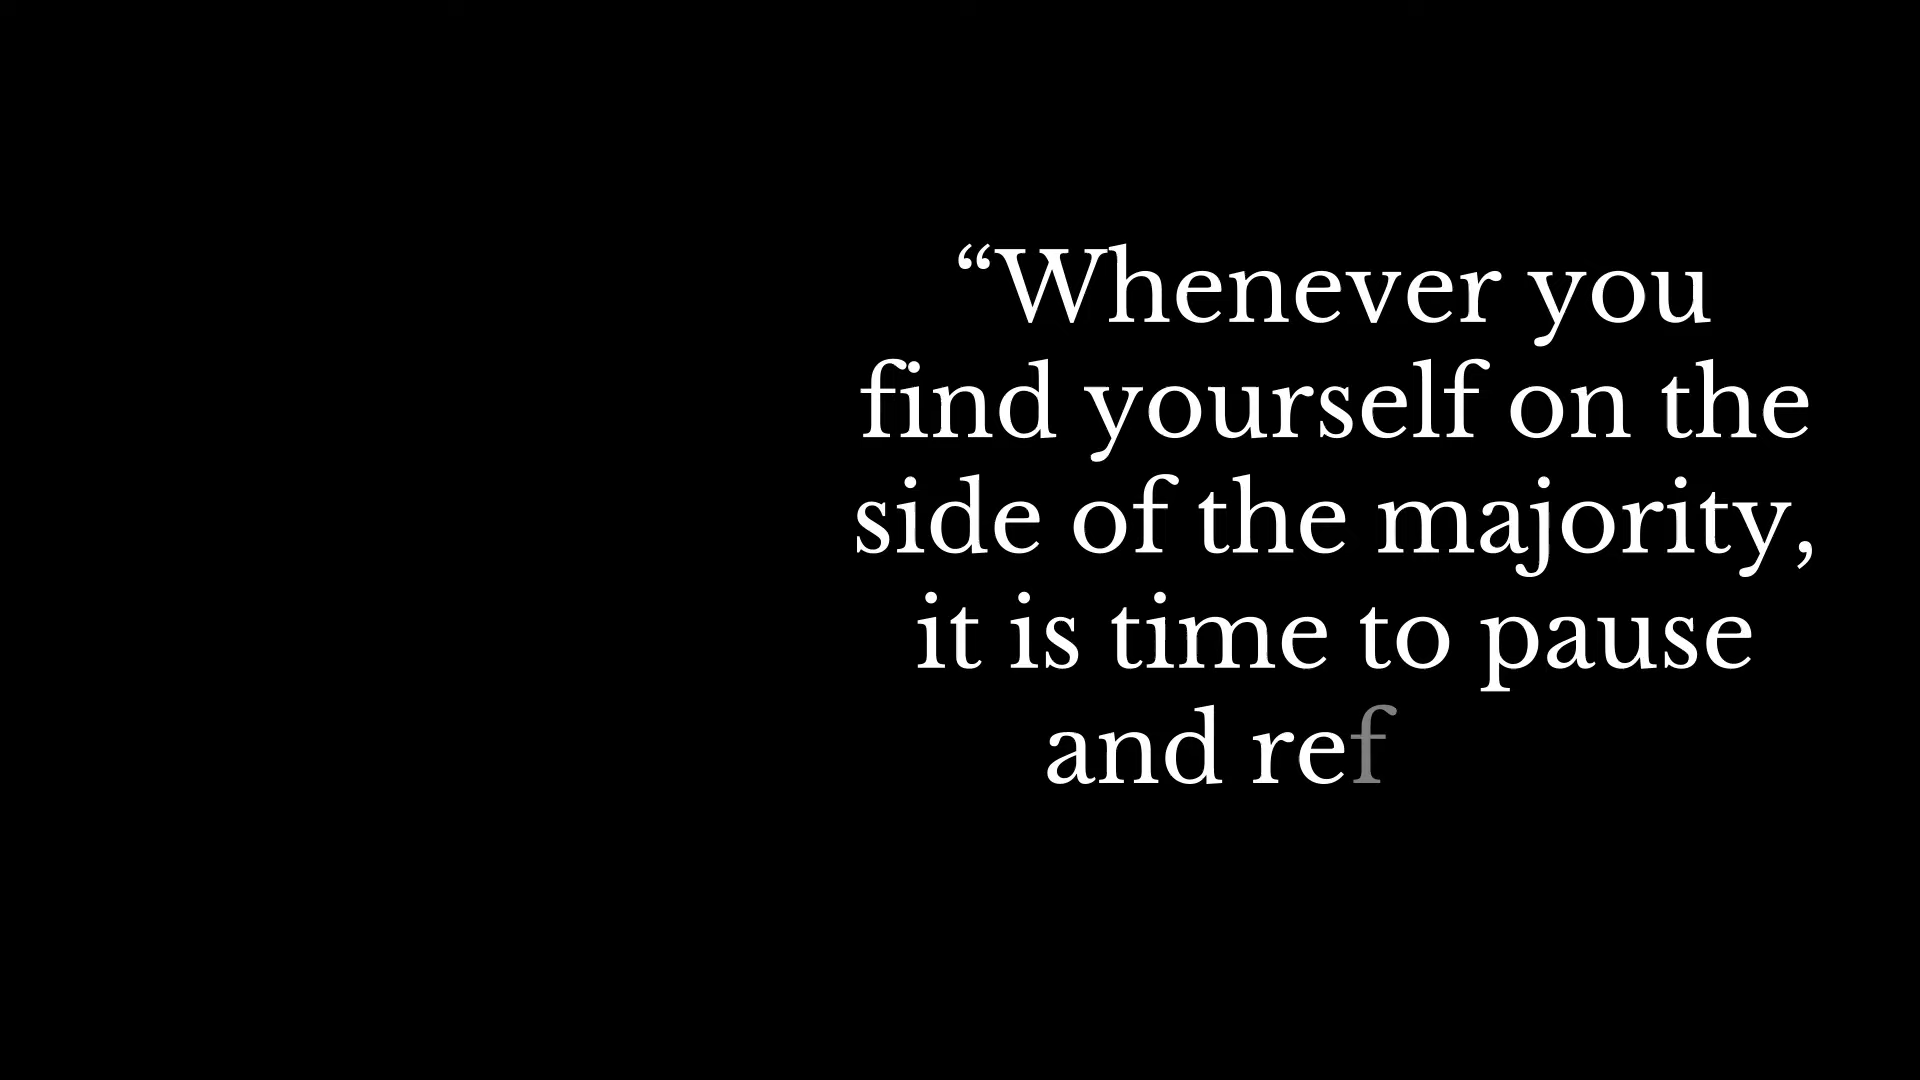 “Whenever you
find yourself on the
side of the majority,
it is time to pause
and ref